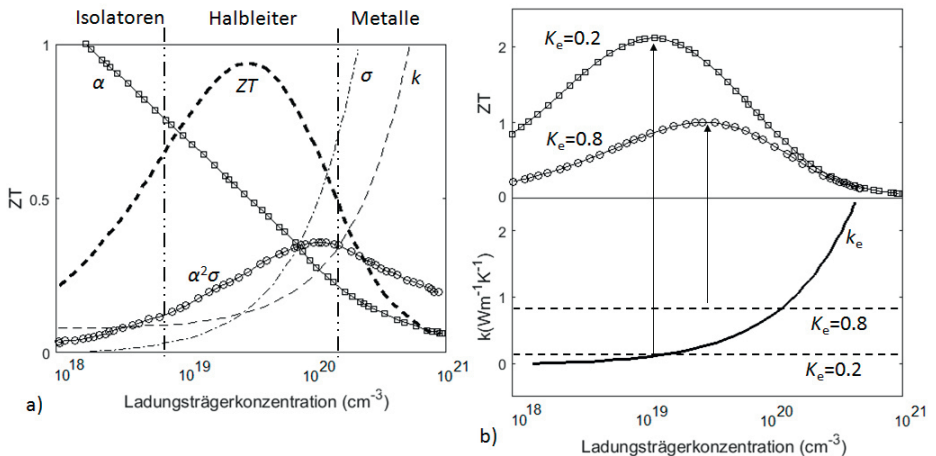 Isolatoren Halbleiter Metalle
1
0.5
0
ZT
α
ZT
σ
k
α²σ
10¹⁸ 10¹⁹ 10²⁰ 10²¹
Ladungsträgerkonzentration (cm⁻³)
a)
2
1
0
ZT
Kₑ=0.2
Kₑ=0.8
2
1
0
k(Wm⁻¹K⁻¹)
kₑ
Kₑ=0.8
Kₑ=0.2
10¹⁸ 10¹⁹ 10²⁰ 10²¹
Ladungsträgerkonzentration (cm⁻³)
b)